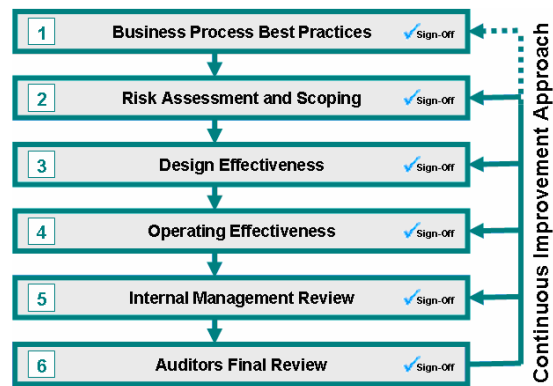 1 Business Process Best Practices Sign-Off
2 Risk Assessment and Scoping Sign-Off
3 Design Effectiveness Sign-Off
4 Operating Effectiveness Sign-Off
5 Internal Management Review Sign-Off
6 Auditors Final Review Sign-Off
Continuous Improvement Approach